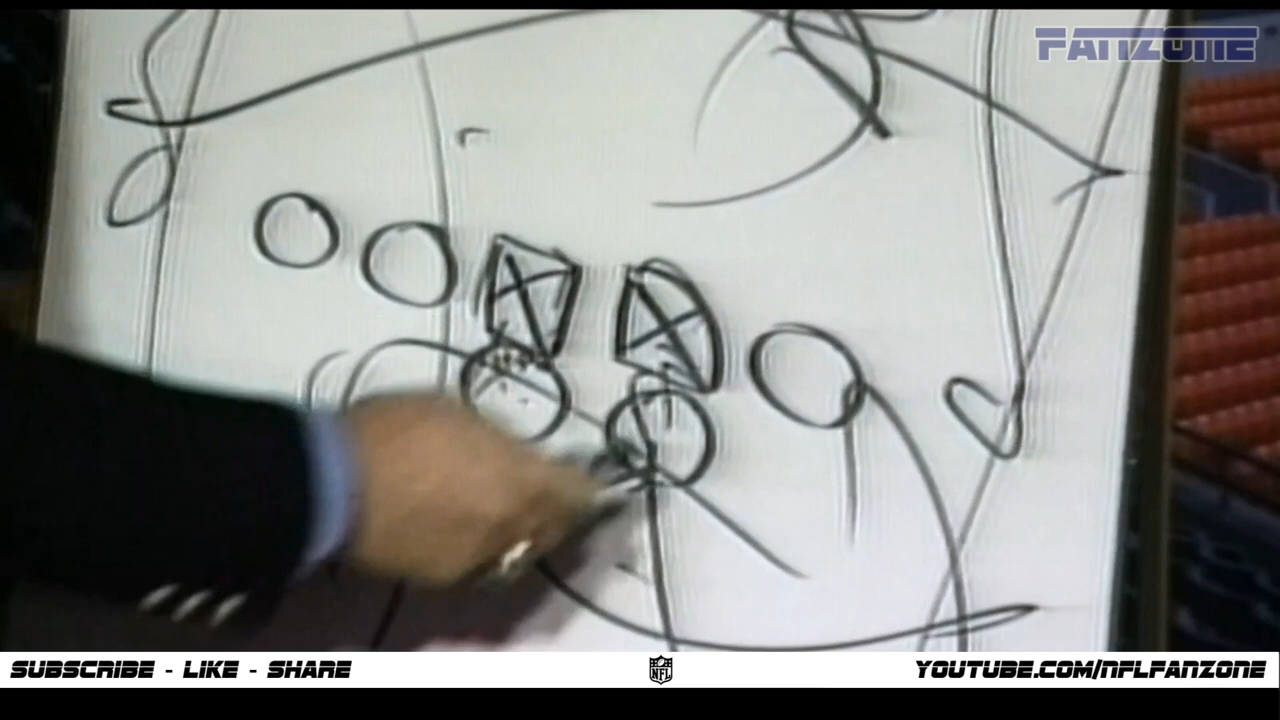 FANZONE
SUBSCRIBE - LIKE - SHARE
NFL
YOUTUBE.COM/NFLFANZONE